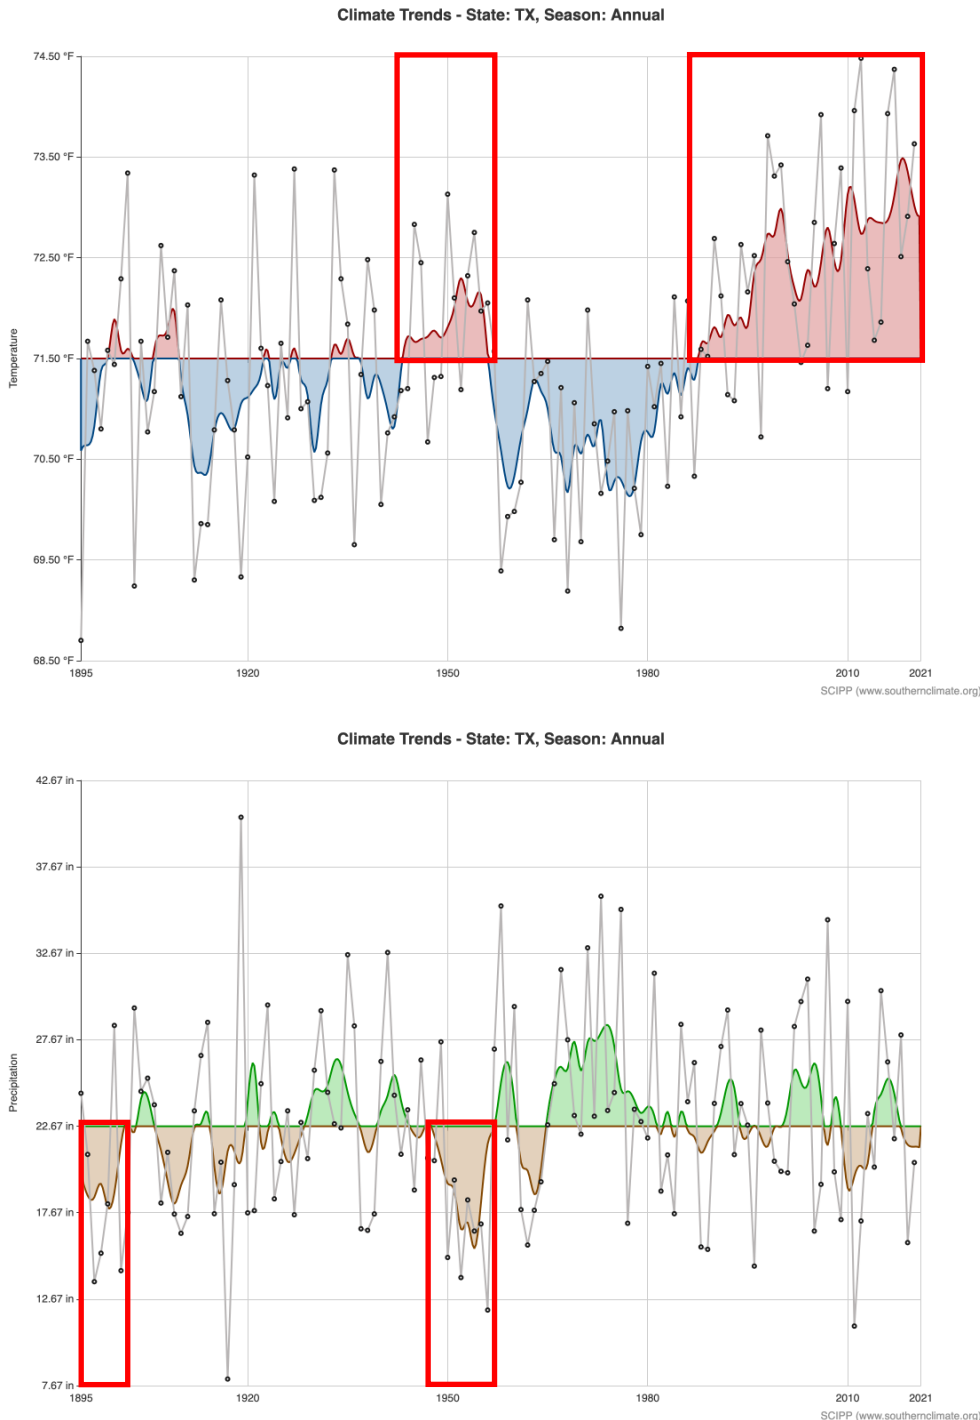 Climate Trends - State: TX, Season: Annual
74.50 °F
73.50 °F
72.50 °F
71.50 °F
70.50 °F
69.50 °F
68.50 °F
Temperature
1895 1920 1950 1980 2010 2021
SCIPP (www.southernclimate.org)
Climate Trends - State: TX, Season: Annual
42.67 in
37.67 in
32.67 in
27.67 in
22.67 in
17.67 in
12.67 in
7.67 in
Precipitation
1895 1920 1950 1980 2010 2021
SCIPP (www.southernclimate.org)